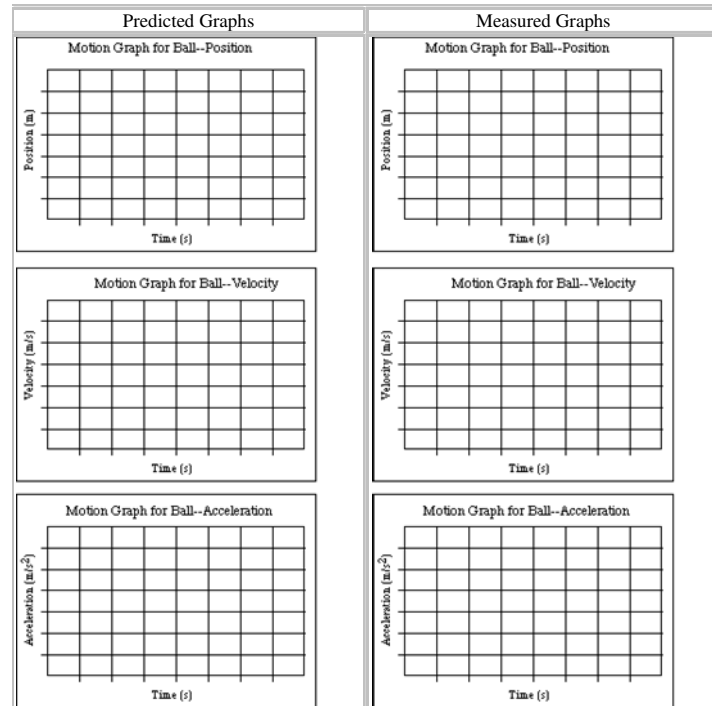 Predicted Graphs
Measured Graphs
Motion Graph for Ball--Position
Position (m)
Time (s)
Motion Graph for Ball--Position
Position (m)
Time (s)
Motion Graph for Ball--Velocity
Velocity (m/s)
Time (s)
Motion Graph for Ball--Velocity
Velocity (m/s)
Time (s)
Motion Graph for Ball--Acceleration
Acceleration (m/s²)
Time (s)
Motion Graph for Ball--Acceleration
Acceleration (m/s²)
Time (s)